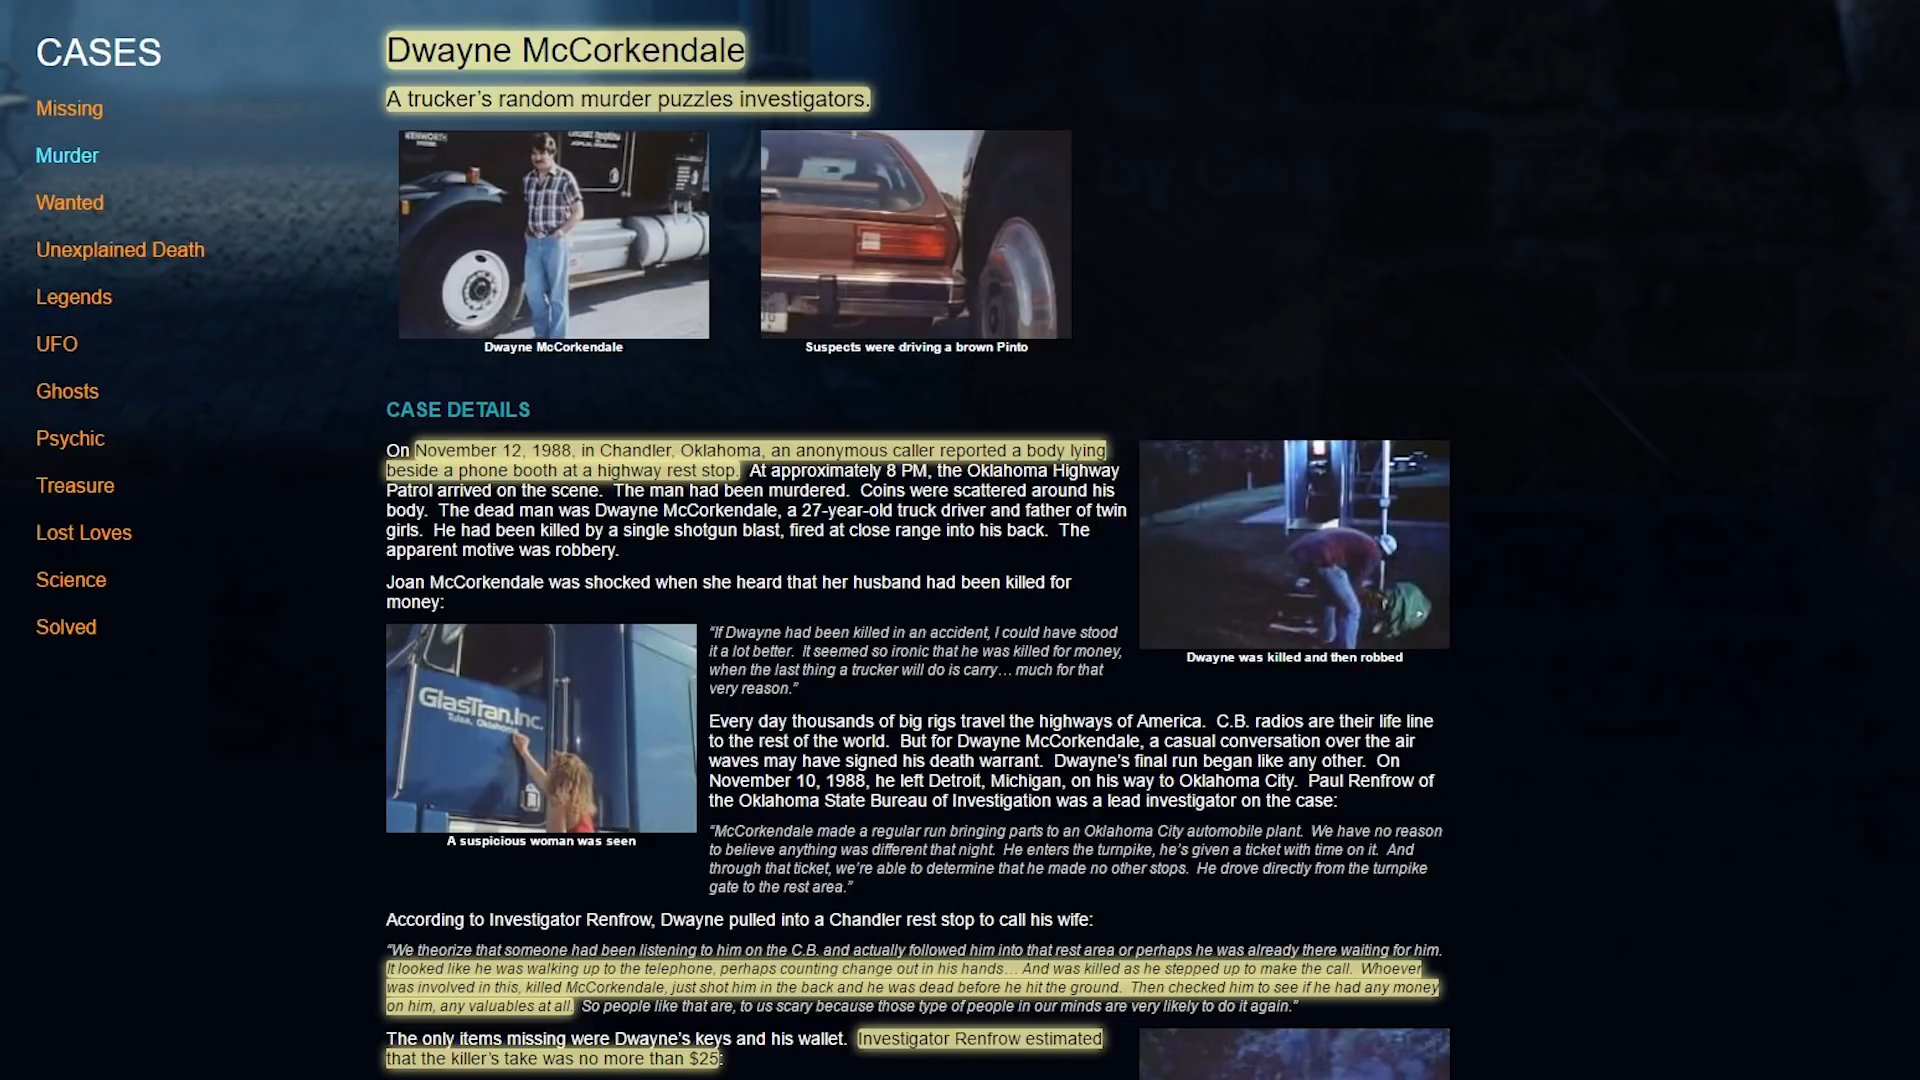 CASES
Missing
Murder
Wanted
Unexplained Death
Legends
UFO
Ghosts
Psychic
Treasure
Lost Loves
Science
Solved
Dwayne McCorkendale
A trucker’s random murder puzzles investigators.
KENWORTH
Dwayne McCorkendale
Suspects were driving a brown Pinto
CASE DETAILS
On November 12, 1988, in Chandler, Oklahoma, an anonymous caller reported a body lying
beside a phone booth at a highway rest stop. At approximately 8 PM, the Oklahoma Highway
Patrol arrived on the scene. The man had been murdered. Coins were scattered around his
body. The dead man was Dwayne McCorkendale, a 27-year-old truck driver and father of twin
girls. He had been killed by a single shotgun blast, fired at close range into his back. The
apparent motive was robbery.
Dwayne was killed and then robbed
Joan McCorkendale was shocked when she heard that her husband had been killed for
money:
GlasTran, Inc.
Tulsa, Oklahoma
A suspicious woman was seen
“If Dwayne had been killed in an accident, I could have stood
it a lot better. It seemed so ironic that he was killed for money,
when the last thing a trucker will do is carry… much for that
very reason.”
Every day thousands of big rigs travel the highways of America. C.B. radios are their life line
to the rest of the world. But for Dwayne McCorkendale, a casual conversation over the air
waves may have signed his death warrant. Dwayne’s final run began like any other. On
November 10, 1988, he left Detroit, Michigan, on his way to Oklahoma City. Paul Renfrow of
the Oklahoma State Bureau of Investigation was a lead investigator on the case:
“McCorkendale made a regular run bringing parts to an Oklahoma City automobile plant. We have no reason
to believe anything was different that night. He enters the turnpike, he’s given a ticket with time on it. And
through that ticket, we’re able to determine that he made no other stops. He drove directly from the turnpike
gate to the rest area.”
According to Investigator Renfrow, Dwayne pulled into a Chandler rest stop to call his wife:
“We theorize that someone had been listening to him on the C.B. and actually followed him into that rest area or perhaps he was already there waiting for him.
It looked like he was walking up to the telephone, perhaps counting change out in his hands… And was killed as he stepped up to make the call. Whoever
was involved in this, killed McCorkendale, just shot him in the back and he was dead before he hit the ground. Then checked him to see if he had any money
on him, any valuables at all. So people like that are, to us scary because those type of people in our minds are very likely to do it again.”
The only items missing were Dwayne’s keys and his wallet. Investigator Renfrow estimated
that the killer’s take was no more than $25: